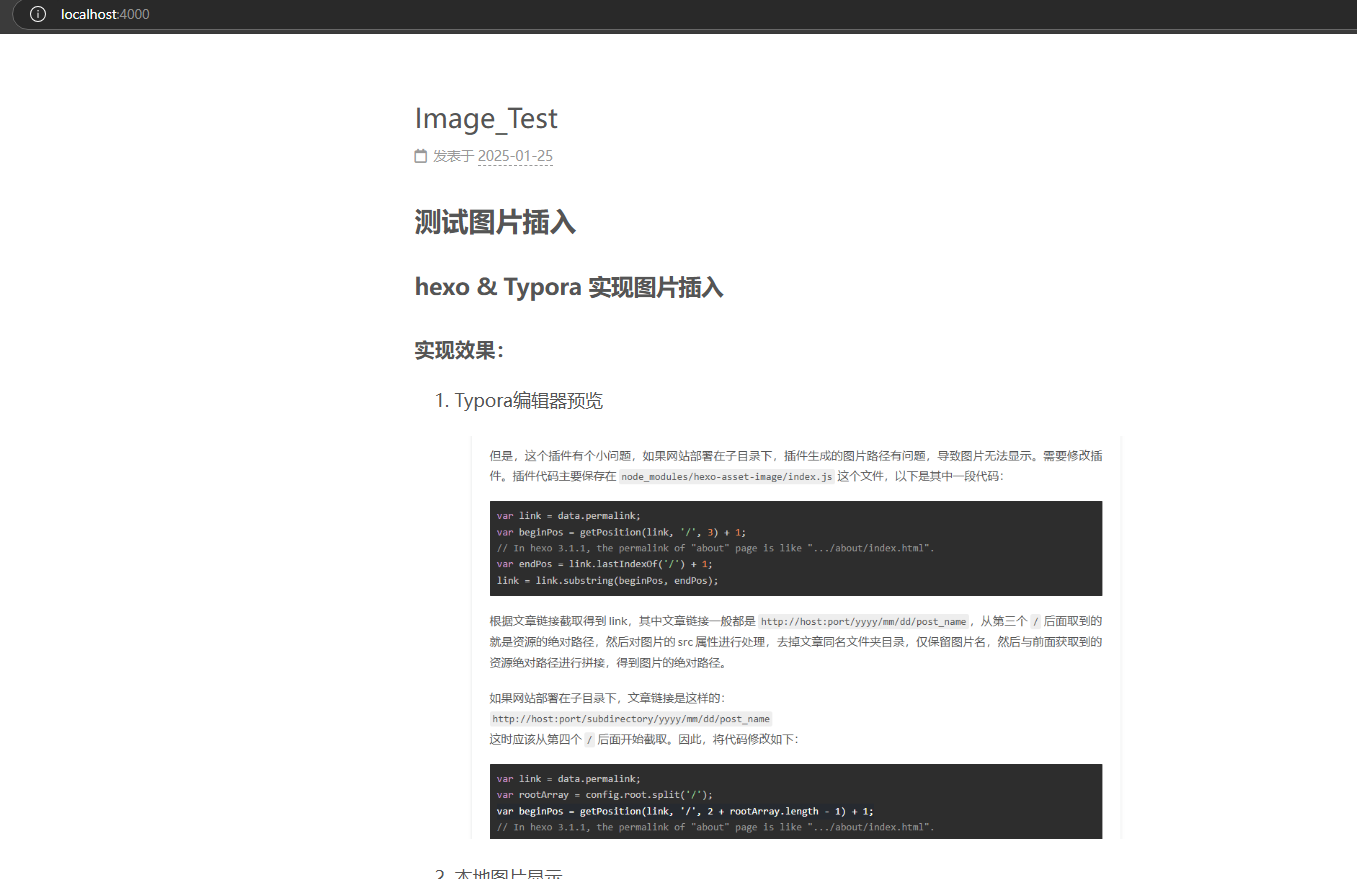 localhost:4000
Image_Test
发表于 2025-01-25
测试图片插入
hexo & Typora 实现图片插入
实现效果：
1. Typora编辑器预览
但是，这个插件有个小问题，如果网站部署在子目录下，插件生成的图片路径有问题，导致图片无法显示。需要修改插
件。插件代码主要保存在 node_modules/hexo-asset-image/index.js 这个文件，以下是其中一段代码：
var link = data.permalink;
var beginPos = getPosition(link, '/', 3) + 1;
// In hexo 3.1.1, the permalink of "about" page is like ".../about/index.html".
var endPos = link.lastIndexOf('/') + 1;
link = link.substring(beginPos, endPos);
根据文章链接截取得到 link，其中文章链接一般都是 http://host:port/yyyy/mm/dd/post_name，从第三个 / 后面取到的
就是资源的绝对路径，然后对图片的 src 属性进行处理，去掉文章同名文件夹目录，仅保留图片名，然后与前面获取到的
资源绝对路径进行拼接，得到图片的绝对路径。
如果网站部署在子目录下，文章链接是这样的：
http://host:port/subdirectory/yyyy/mm/dd/post_name
这时应该从第四个 / 后面开始截取。因此，将代码修改如下：
var link = data.permalink;
var rootArray = config.root.split('/');
var beginPos = getPosition(link, '/', 2 + rootArray.length - 1) + 1;
// In hexo 3.1.1, the permalink of "about" page is like ".../about/index.html".
2. 本地图片显示